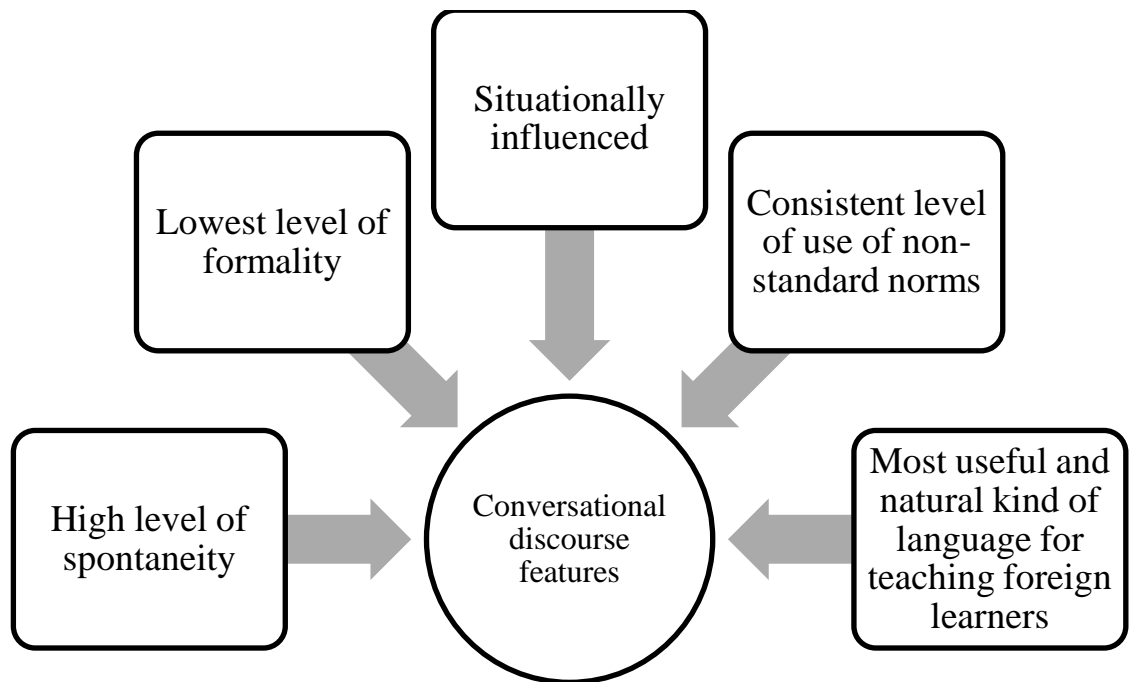 Situationally
influenced
Lowest level of
formality
Consistent level
of use of non-
standard norms
High level of
spontaneity
Conversational
discourse
features
Most useful and
natural kind of
language for
teaching foreign
learners